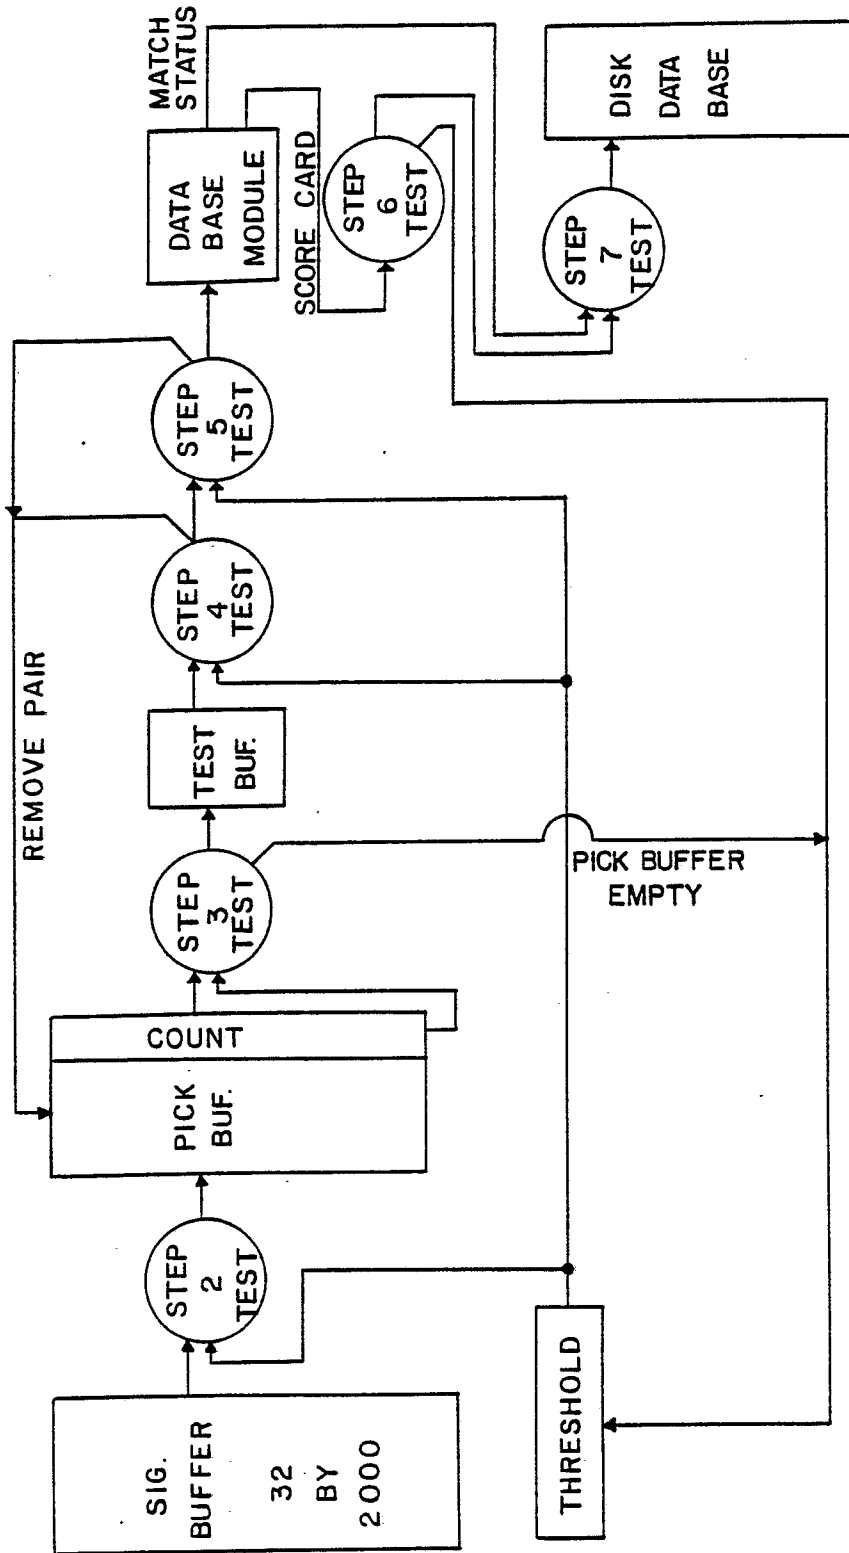 SIG.
BUFFER
32
BY
2000
THRESHOLD
STEP
2
TEST
PICK
BUF.
COUNT
REMOVE PAIR
STEP
3
TEST
PICK BUFFER
EMPTY
TEST
BUF.
STEP
4
TEST
STEP
5
TEST
DATA
BASE
MODULE
MATCH
STATUS
SCORE CARD
STEP
6
TEST
STEP
7
TEST
DISK
DATA
BASE